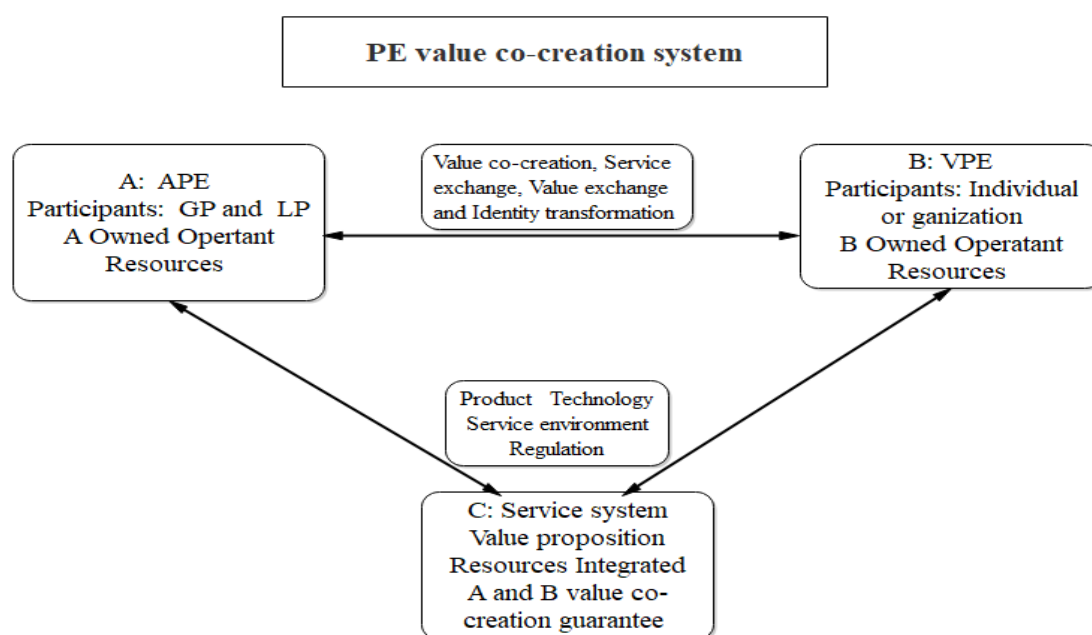 PE value co-creation system
A: APE
Participants: GP and LP
A Owned Opertant
Resources
Value co-creation, Service
exchange, Value exchange
and Identity transformation
B: VPE
Participants: Individual
or ganization
B Owned Operatant
Resources
Product Technology
Service environment
Regulation
C: Service system
Value proposition
Resources Integrated
A and B value co-
creation guarantee